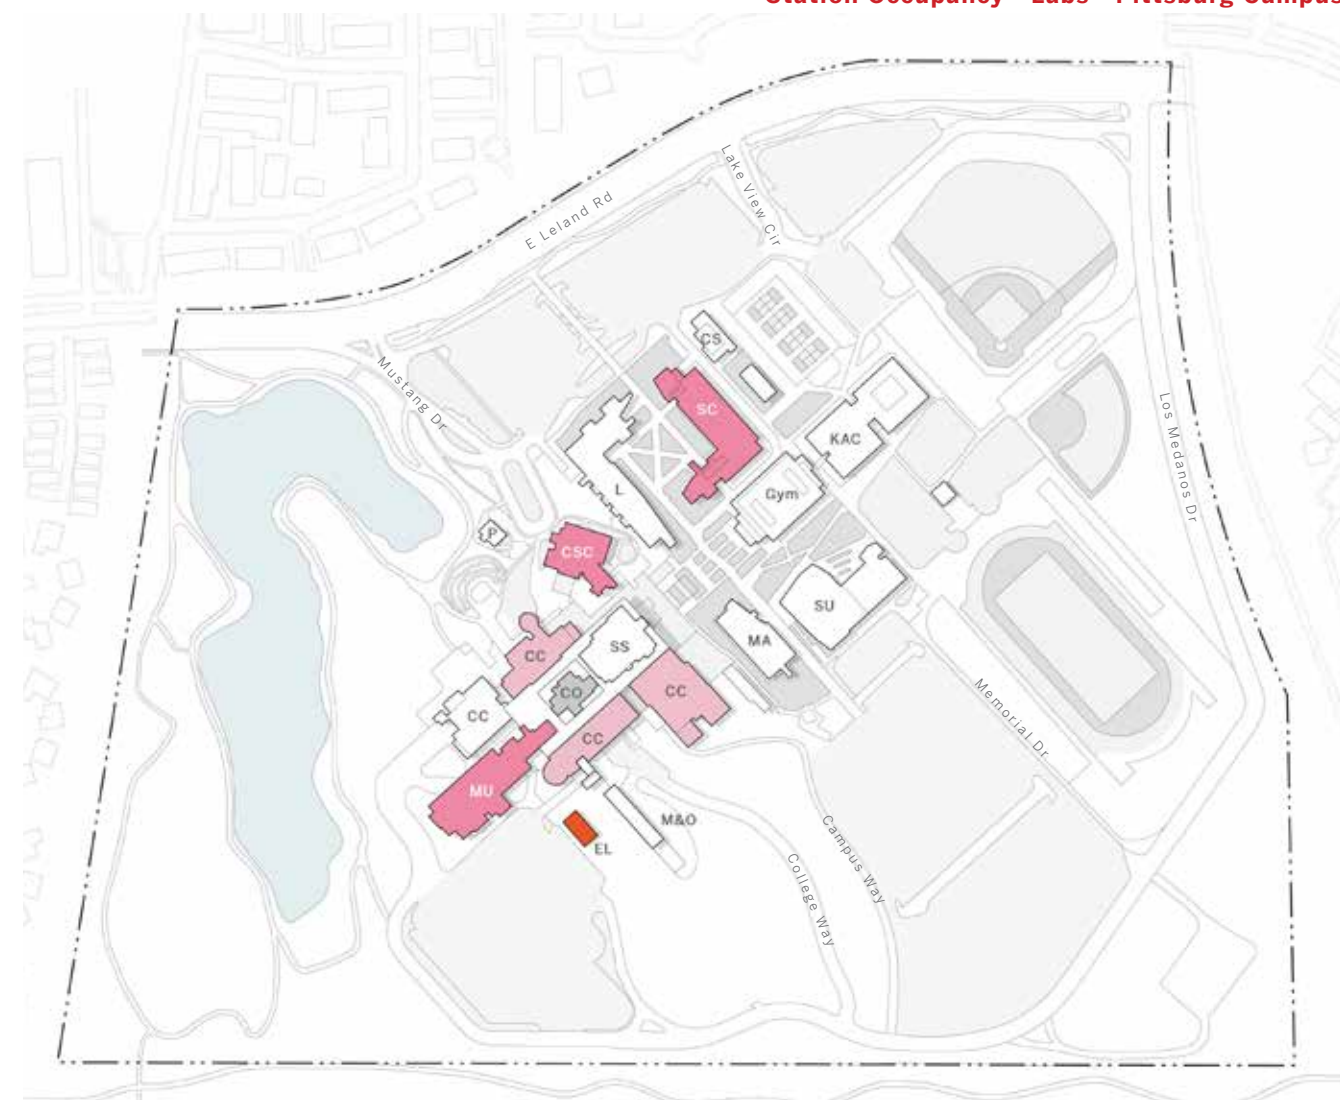 Station Occupancy - Labs - Pittsburg Campus
Lake View Cir
E Leland Rd
CS
Mustang Dr
SC
Los Medanos Dr
KAC
L
Gym
P
CSC
SU
SS
MA
CC
CO
CC
Memorial Dr
CC
CC
MU
M&O
EL
Campus Way
College Way